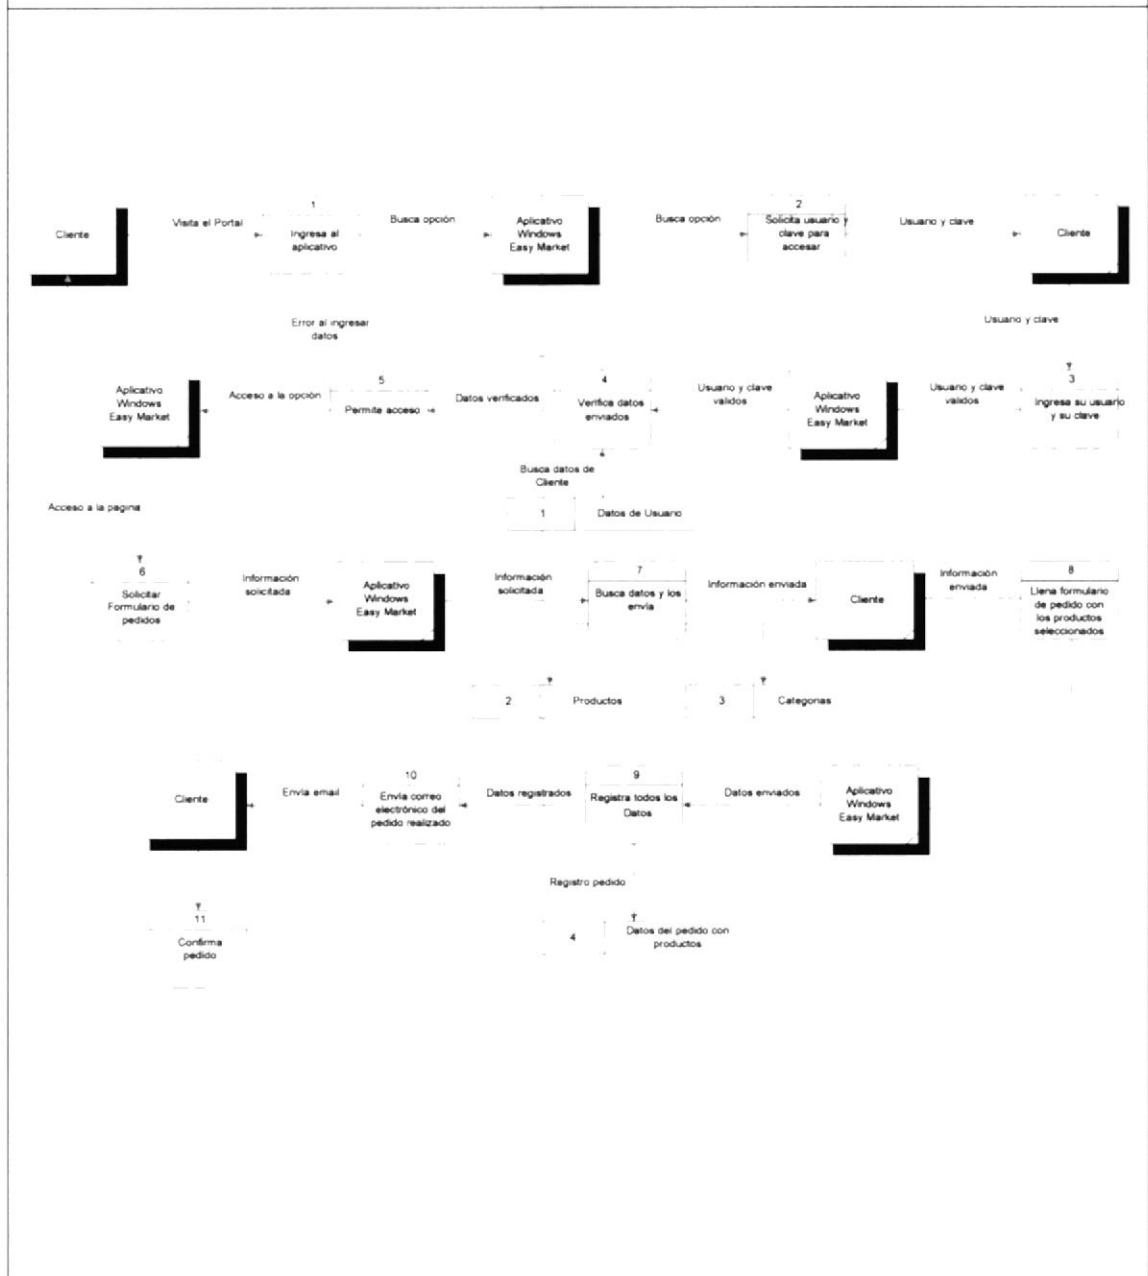 Cliente
Visita el Portal
1
Ingresa al
aplicativo
Busca opción
Aplicativo
Windows
Easy Market
Busca opción
2
Solicita usuario y
clave para
accesar
Usuario y clave
Cliente
Error al ingresar
datos
Usuario y clave
Aplicativo
Windows
Easy Market
Acceso a la opción
5
Permite acceso
Datos verificados
4
Verifica datos
enviados
Usuario y clave
validos
Aplicativo
Windows
Easy Market
Usuario y clave
validos
3
Ingresa su usuario
y su clave
Busca datos de
Cliente
Acceso a la pagina
1
Datos de Usuario
6
Solicitar
Formulario de
pedidos
Información
solicitada
Aplicativo
Windows
Easy Market
Información
solicitada
7
Busca datos y los
envía
Información enviada
Cliente
Información
enviada
8
Llena formulario
de pedido con
los productos
seleccionados
2
Productos
3
Categorias
Cliente
Envía email
10
Envía correo
electrónico del
pedido realizado
Datos registrados
9
Registra todos los
Datos
Datos enviados
Aplicativo
Windows
Easy Market
Registro pedido
11
Confirma
pedido
4
Datos del pedido con
productos